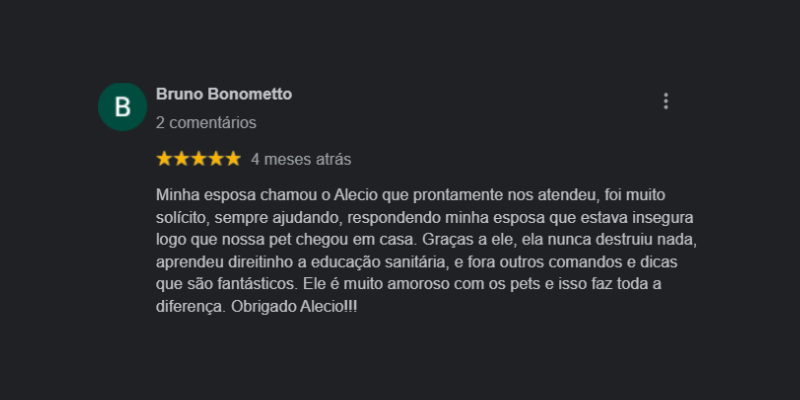 B
Bruno Bonometto
2 comentários
4 meses atrás
Minha esposa chamou o Alecio que prontamente nos atendeu, foi muito
solícito, sempre ajudando, respondendo minha esposa que estava insegura
logo que nossa pet chegou em casa. Graças a ele, ela nunca destruiu nada,
aprendeu direitinho a educação sanitária, e fora outros comandos e dicas
que são fantásticos. Ele é muito amoroso com os pets e isso faz toda a
diferença. Obrigado Alecio!!!